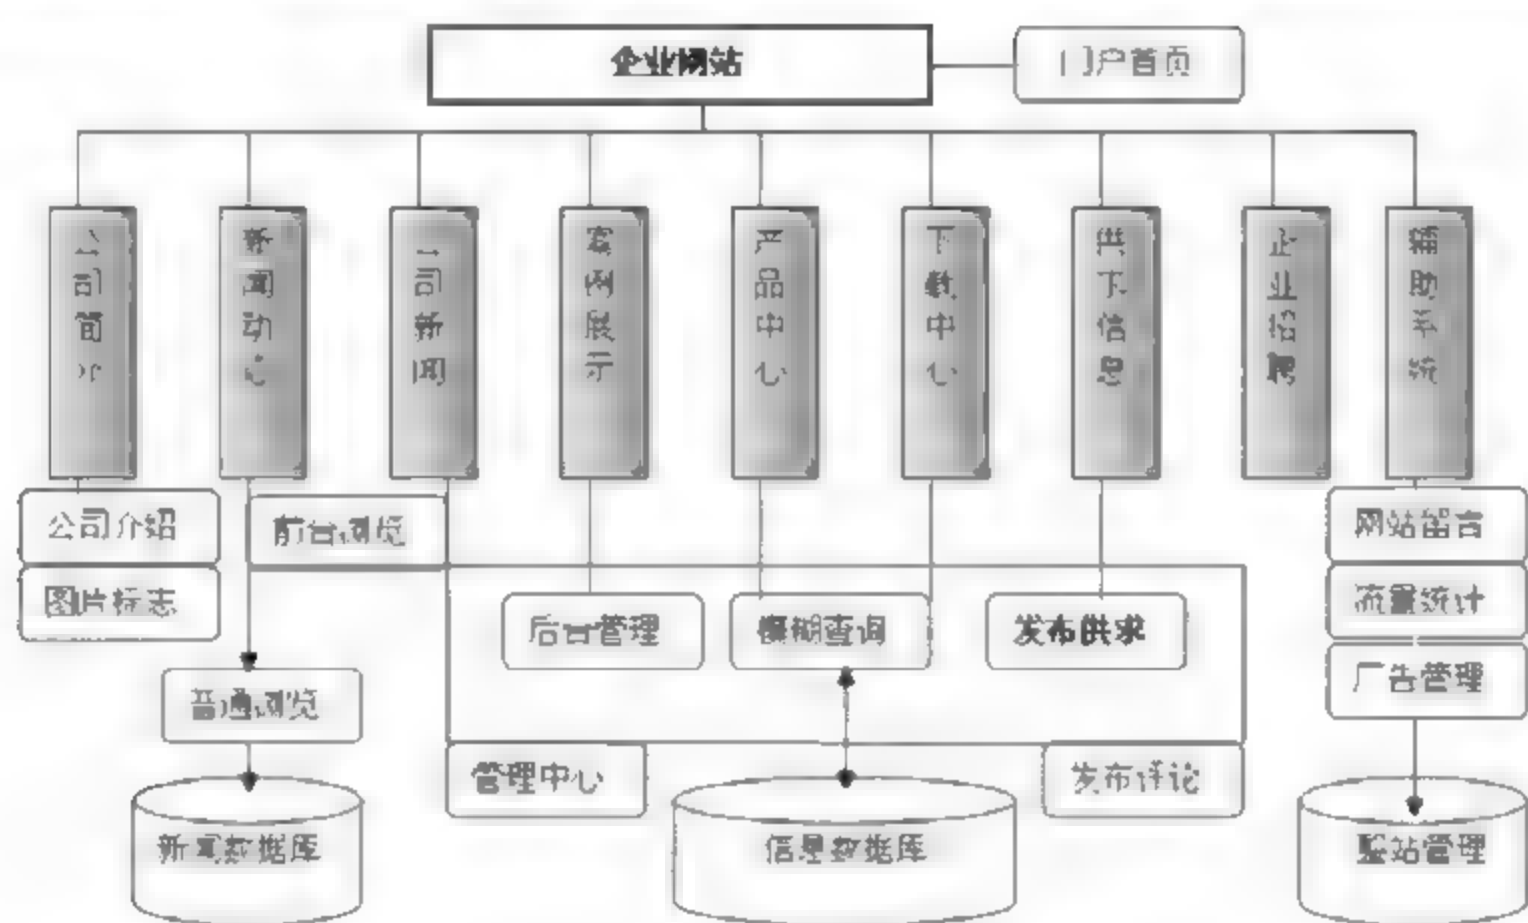 企业网站
门户首页
公司简介
新闻动心
公司新闻
案例展示
产品中心
下载中心
供下信息
企业招聘
辅助系统
公司介绍
前台浏览
网站留言
图片标志
后台管理
模糊查询
发布供求
流量统计
普通浏览
广告管理
管理中心
发布评论
新闻数据库
信息数据库
整站管理